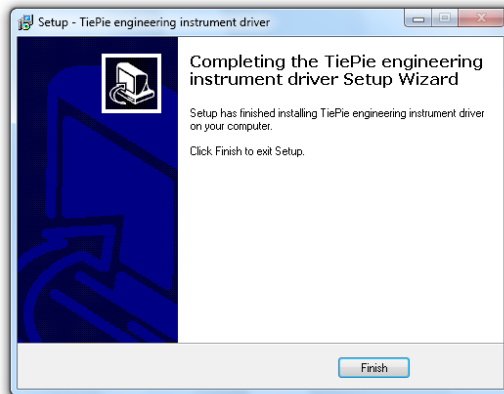 Setup - TiePie engineering instrument driver
Completing the TiePie engineering
instrument driver Setup Wizard
Setup has finished installing TiePie engineering instrument driver
on your computer.
Click Finish to exit Setup.
Finish